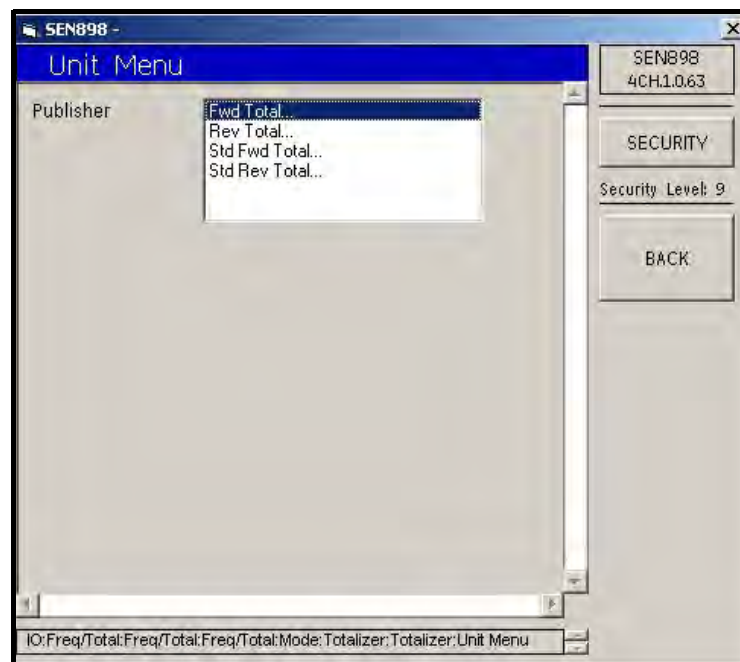 SEN898 -
Unit Menu
Publisher
Fwd Total...
Rev Total...
Std Fwd Total...
Std Rev Total...
SEN898
4CH.1.0.63
SECURITY
Security Level: 9
BACK
IO:Freq/Total:Freq/Total:Freq/Total:Mode:Totalizer:Totalizer:Unit Menu